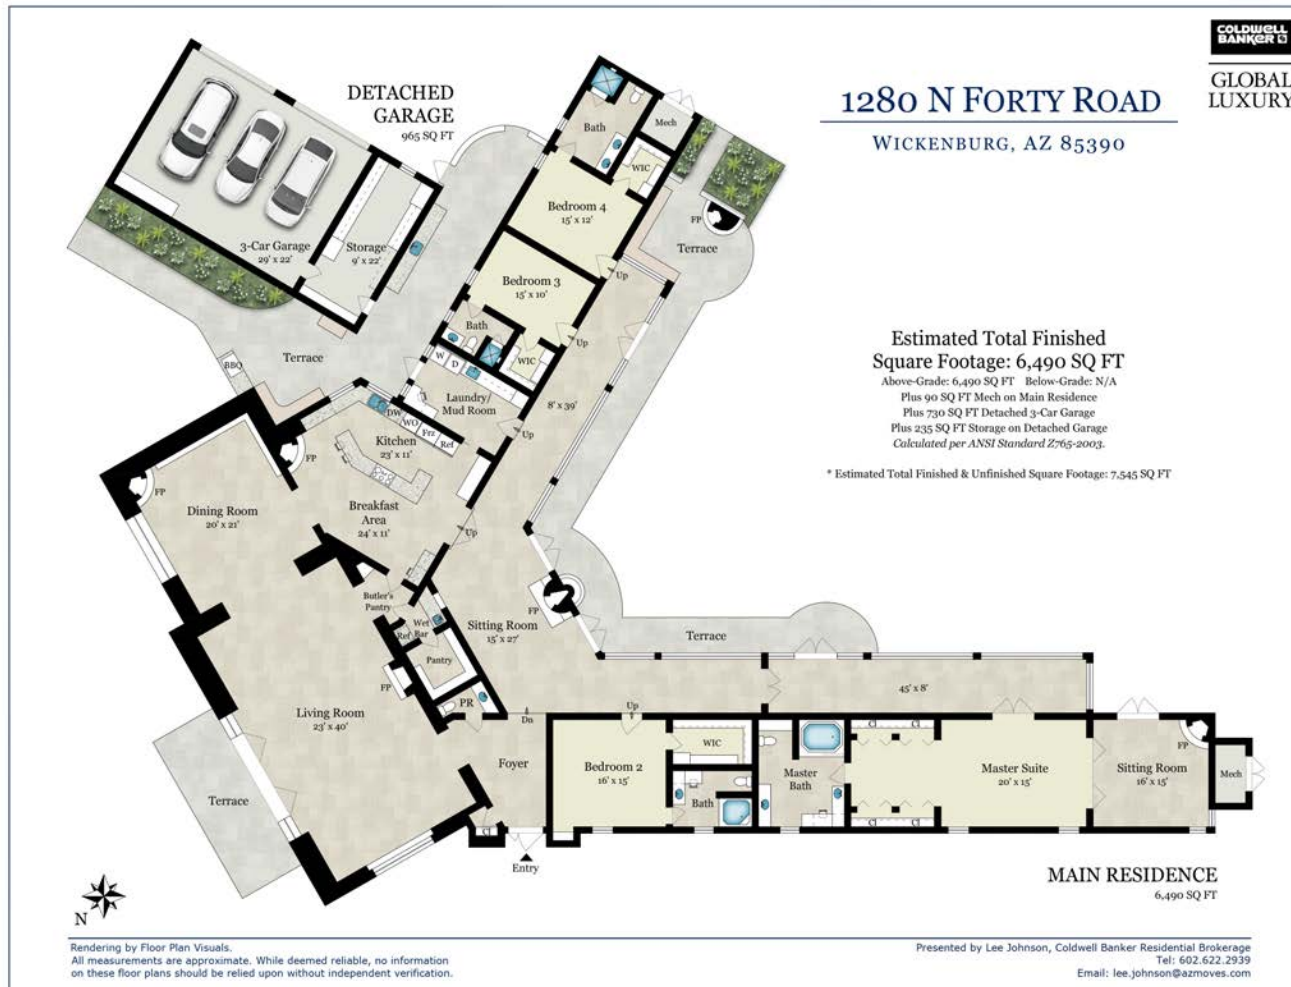 COLDWELL
BANKER
GLOBAL
LUXURY
1280 N FORTY ROAD
WICKENBURG, AZ 85390
DETACHED
GARAGE
965 SQ FT
3-Car Garage
29' x 22'
Storage
9' x 22'
Bath
Mech
WIC
Bedroom 4
15' x 12'
FP
Terrace
Up
Bedroom 3
15' x 10'
Up
Bath
WIC
W
D
Terrace
BBQ
Laundry/
Mud Room
8' x 39'
Up
DW
WO
Frz
Ref
Kitchen
23' x 11'
FP
FP
Dining Room
20' x 21'
Breakfast
Area
24' x 11'
Up
Estimated Total Finished
Square Footage: 6,490 SQ FT
Above-Grade: 6,490 SQ FT Below-Grade: N/A
Plus 90 SQ FT Mech on Main Residence
Plus 730 SQ FT Detached 3-Car Garage
Plus 235 SQ FT Storage on Detached Garage
Calculated per ANSI Standard Z765-2003.
* Estimated Total Finished & Unfinished Square Footage: 7,545 SQ FT
Butler's
Pantry
Wet
Bar
Ref
Pantry
FP
Sitting Room
15' x 27'
FP
Terrace
45' x 8'
PR
Dn
Up
Living Room
23' x 40'
Terrace
Foyer
Cl
Entry
Bedroom 2
16' x 15'
WIC
Bath
Master
Bath
Cl
Cl
Cl
Cl
Master Suite
20' x 15'
FP
Sitting Room
16' x 15'
Mech
MAIN RESIDENCE
6,490 SQ FT
N
Rendering by Floor Plan Visuals.
All measurements are approximate. While deemed reliable, no information
on these floor plans should be relied upon without independent verification.
Presented by Lee Johnson, Coldwell Banker Residential Brokerage
Tel: 602.622.2939
Email: lee.johnson@azmoves.com